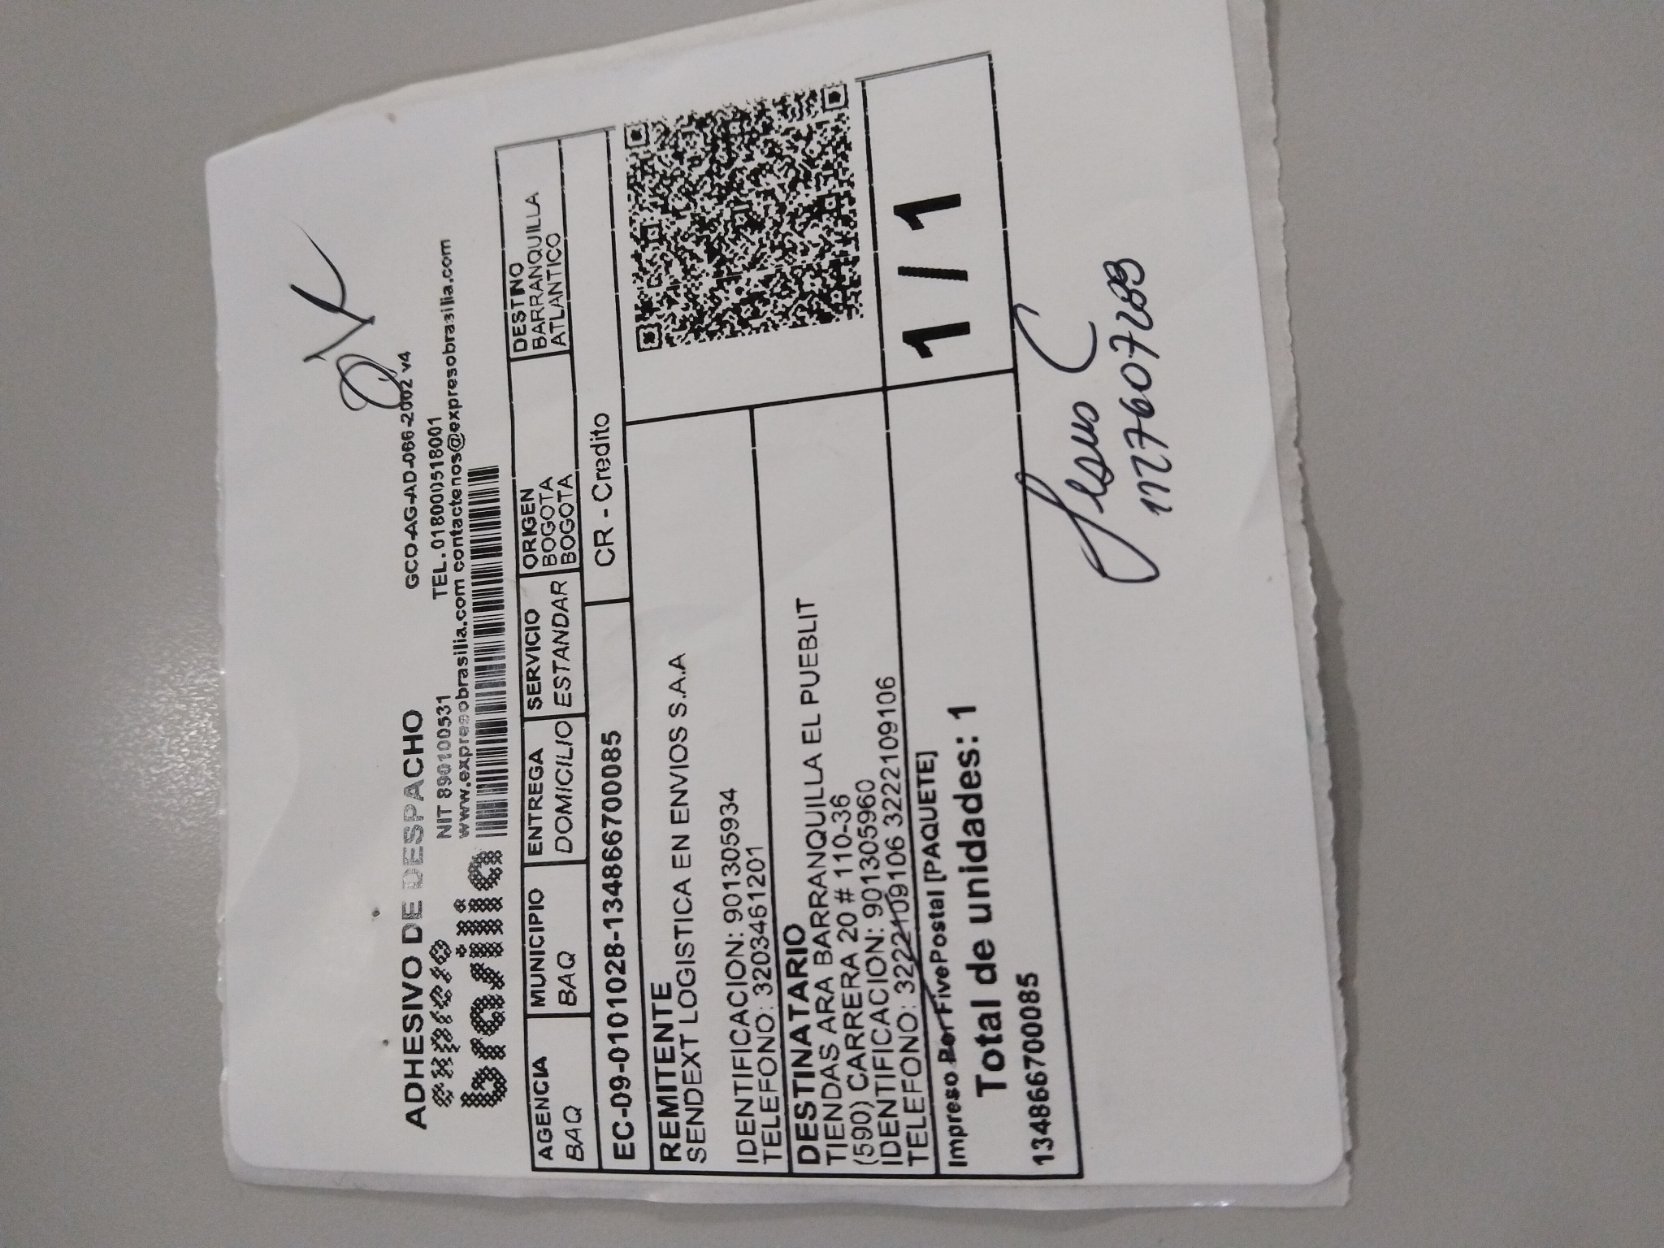 ADHESIVO DE DESPACHO
GCO-AG-AD-066-2002 v4
expreso
brasilia
NIT 890100531
TEL. 018000518001
www.expresobrasilia.com contactenos@expresobrasilia.com
AGENCIA MUNICIPIO ENTREGA SERVICIO ORIGEN DESTINO
BAQ BAQ DOMICILIO ESTANDAR BOGOTA BARRANQUILLA
BOGOTA ATLANTICO
EC-09-0101028-134866700085 CR - Credito
REMITENTE
SENDEXT LOGISTICA EN ENVIOS S.A.A
IDENTIFICACION: 901305934
TELEFONO: 3203461201
DESTINATARIO
TIENDAS ARA BARRANQUILLA EL PUEBLIT
(590) CARRERA 20 # 110-36
IDENTIFICACION: 901305960
TELEFONO: 3222109106 3222109106
Impreso Por FivePostal [PAQUETE]
Total de unidades: 1
134866700085
1 / 1
Jesus C